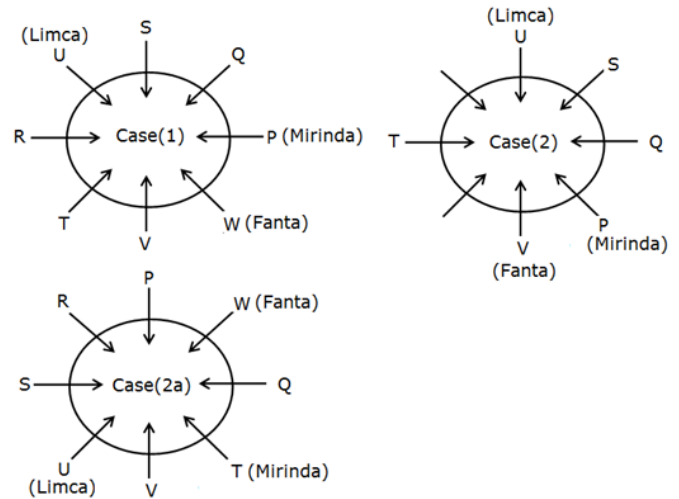 (Limca)
U
S
Q
R
Case(1)
P (Mirinda)
T
V
W (Fanta)
(Limca)
U
S
T
Case(2)
Q
P
(Mirinda)
V
(Fanta)
P
R
W (Fanta)
S
Case(2a)
Q
U
(Limca)
V
T (Mirinda)